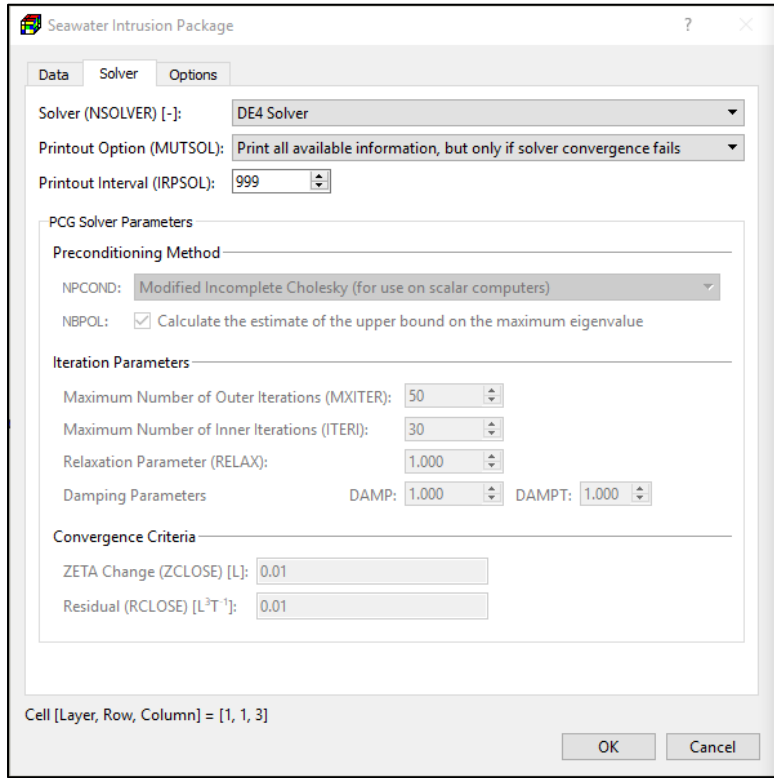 Seawater Intrusion Package
?
Data Solver Options
Solver (NSOLVER) [-]: DE4 Solver
Printout Option (MUTSOL): Print all available information, but only if solver convergence fails
Printout Interval (IRPSOL): 999
PCG Solver Parameters
Preconditioning Method
NPCOND: Modified Incomplete Cholesky (for use on scalar computers)
NBPOL: Calculate the estimate of the upper bound on the maximum eigenvalue
Iteration Parameters
Maximum Number of Outer Iterations (MXITER): 50
Maximum Number of Inner Iterations (ITERI): 30
Relaxation Parameter (RELAX): 1.000
Damping Parameters DAMP: 1.000 DAMPT: 1.000
Convergence Criteria
ZETA Change (ZCLOSE) [L]: 0.01
Residual (RCLOSE) [L³T⁻¹]: 0.01
Cell [Layer, Row, Column] = [1, 1, 3]
OK Cancel